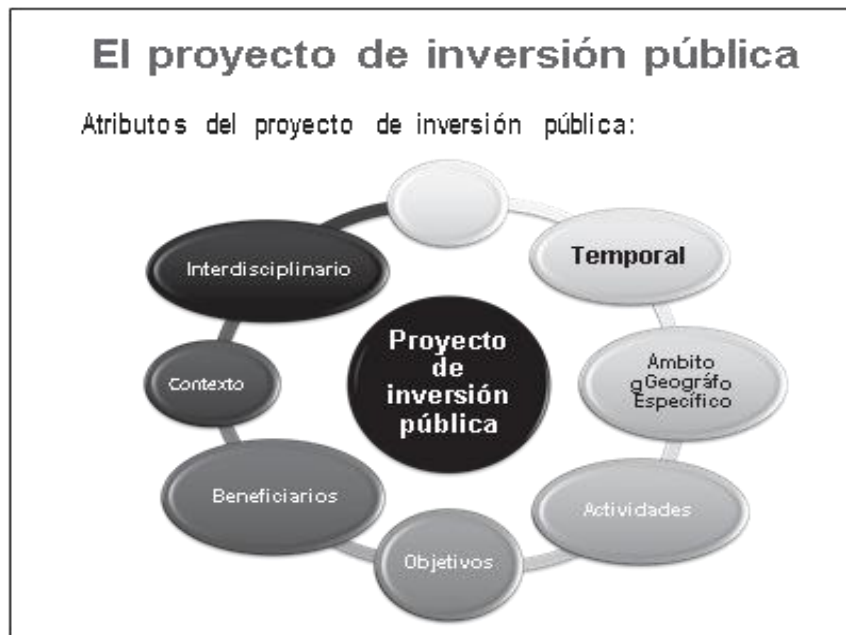 El proyecto de inversión pública
Atributos del proyecto de inversión pública:
Temporal
Ambito
gGeográfo
Específico
Actividades
Objetivos
Beneficiarios
Contexto
Interdisciplinario
Proyecto
de
inversión
pública